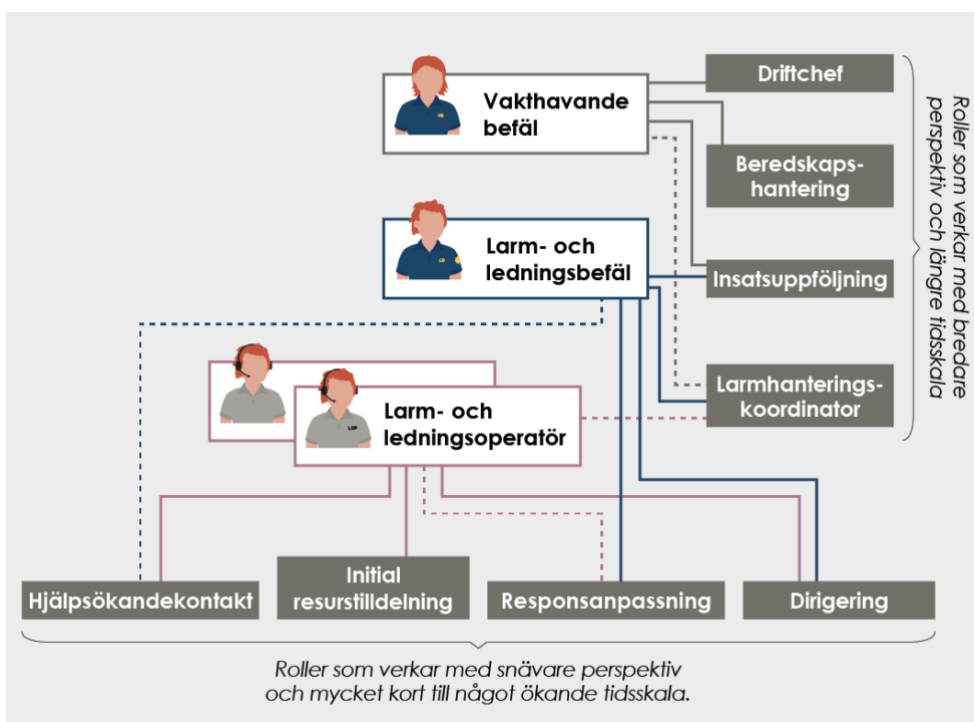 Driftchef
Vakthavande
befäl
Beredskaps-
hantering
Larm- och
ledningsbefäl
Insatsuppföljning
Larmhanterings-
koordinator
Larm- och
ledningsoperatör
Roller som verkar med bredare
perspektiv och längre tidsskala
Hjälpsökandekontakt
Initial
resurstilldelning
Responsanpassning
Dirigering
Roller som verkar med snävare perspektiv
och mycket kort till något ökande tidsskala.